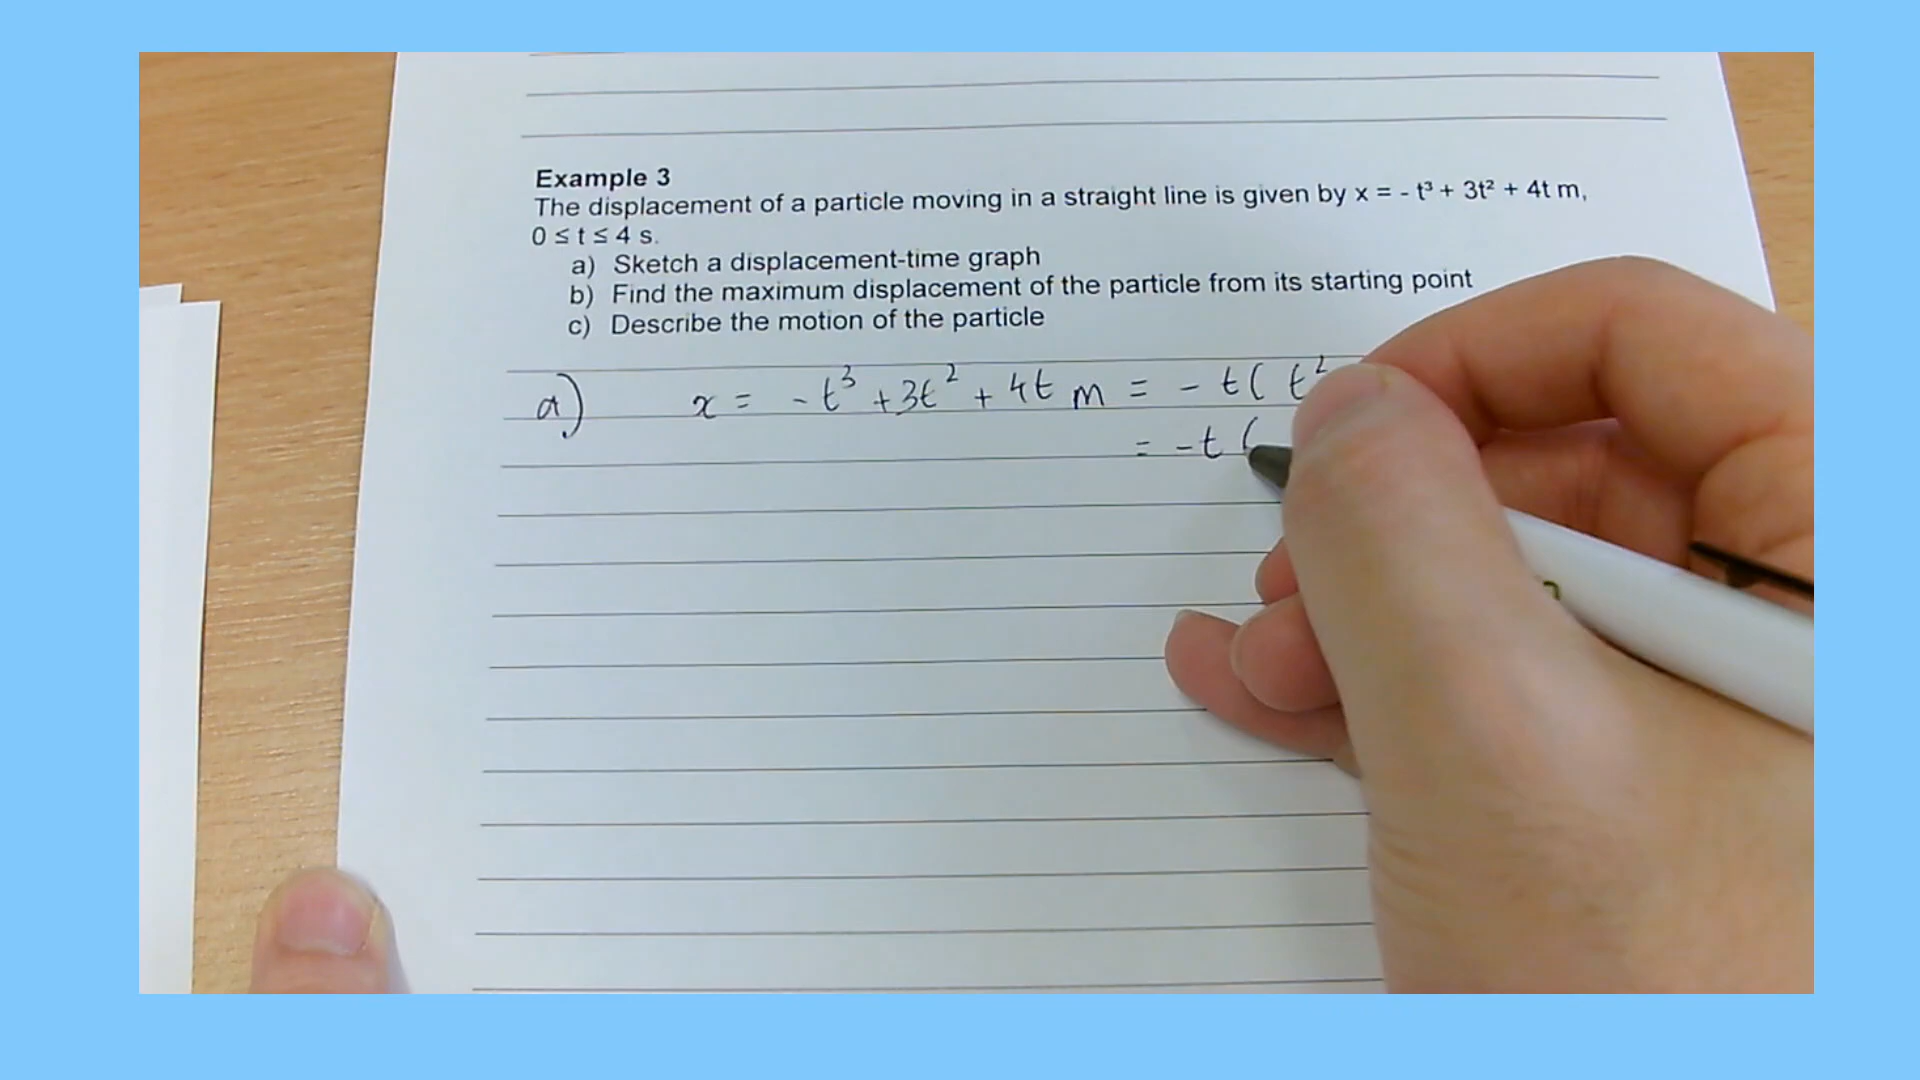 Example 3
The displacement of a particle moving in a straight line is given by x = - t³ + 3t² + 4t m,
0 ≤ t ≤ 4 s.
a) Sketch a displacement-time graph
b) Find the maximum displacement of the particle from its starting point
c) Describe the motion of the particle
a) x = - t³ + 3t² + 4t m = - t ( t²
= - t (